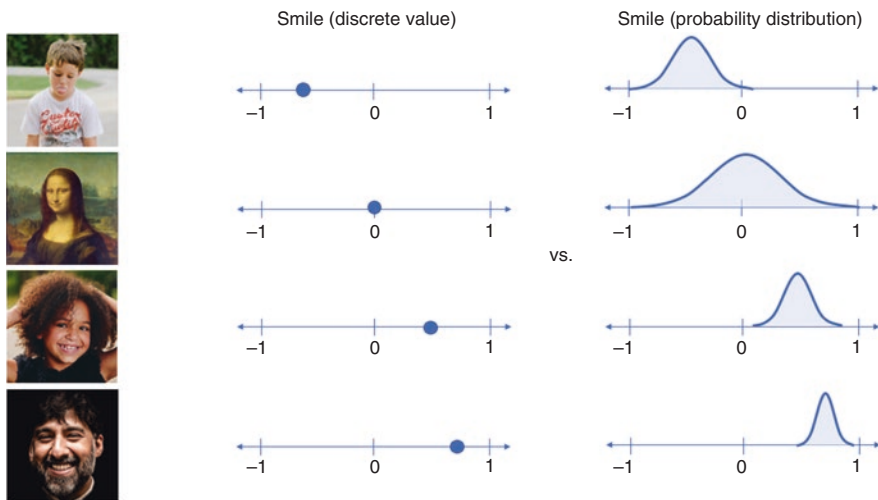 Smile (discrete value)
Smile (probability distribution)
–1 0 1
–1 0 1
–1 0 1
–1 0 1
vs.
–1 0 1
–1 0 1
–1 0 1
–1 0 1